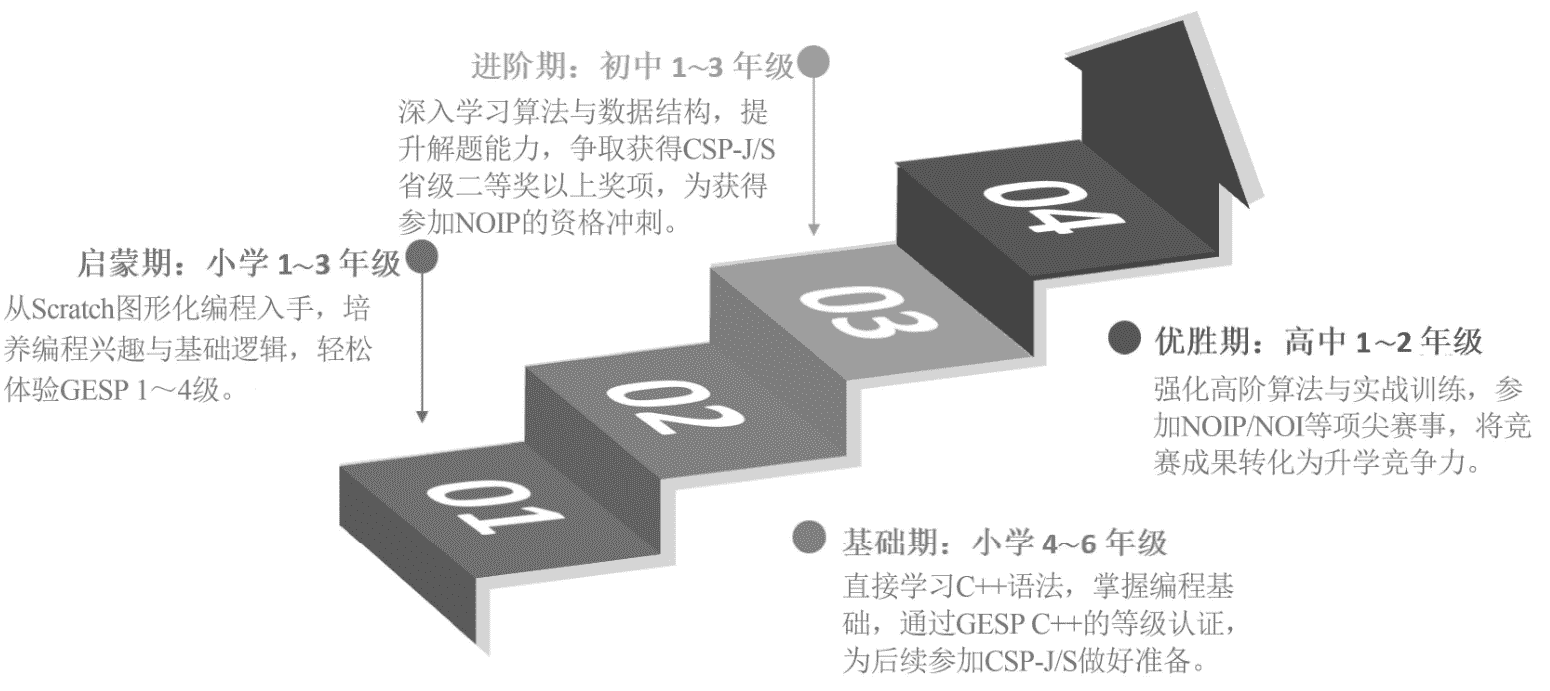 进阶期：初中 1~3 年级
深入学习算法与数据结构，提
升解题能力，争取获得CSP-J/S
省级二等奖以上奖项，为获得
参加NOIP的资格冲刺。
启蒙期：小学 1~3 年级
从Scratch图形化编程入手，培
养编程兴趣与基础逻辑，轻松
体验GESP 1～4级。
04
03
02
01
优胜期：高中 1~2 年级
强化高阶算法与实战训练，参
加NOIP/NOI等项尖赛事，将竞
赛成果转化为升学竞争力。
基础期：小学 4~6 年级
直接学习C++语法，掌握编程基
础，通过GESP C++的等级认证，
为后续参加CSP-J/S做好准备。